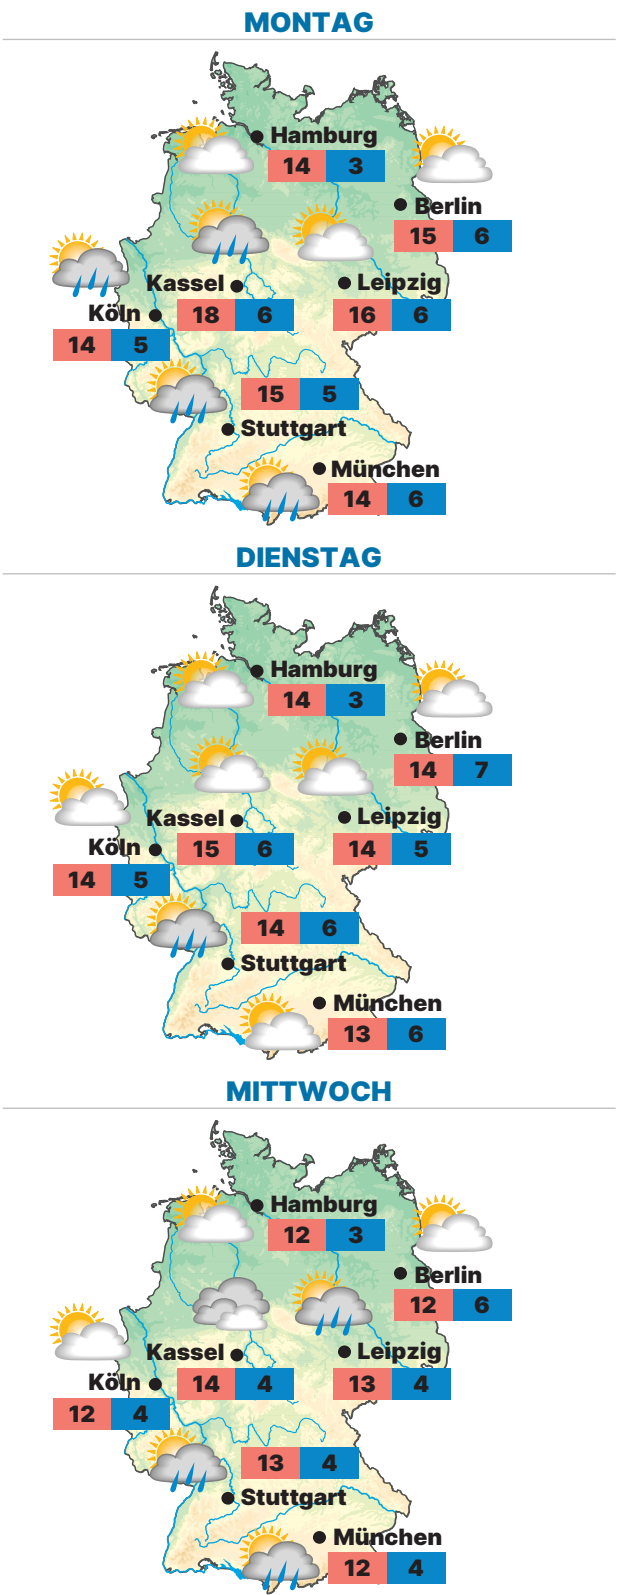 MONTAG
Hamburg
14 3
Berlin
15 6
Kassel
18 6
Leipzig
16 6
Köln
14 5
15 5
Stuttgart
München
14 6
DIENSTAG
Hamburg
14 3
Berlin
14 7
Kassel
15 6
Leipzig
14 5
Köln
14 5
14 6
Stuttgart
München
13 6
MITTWOCH
Hamburg
12 3
Berlin
12 6
Kassel
14 4
Leipzig
13 4
Köln
12 4
13 4
Stuttgart
München
12 4